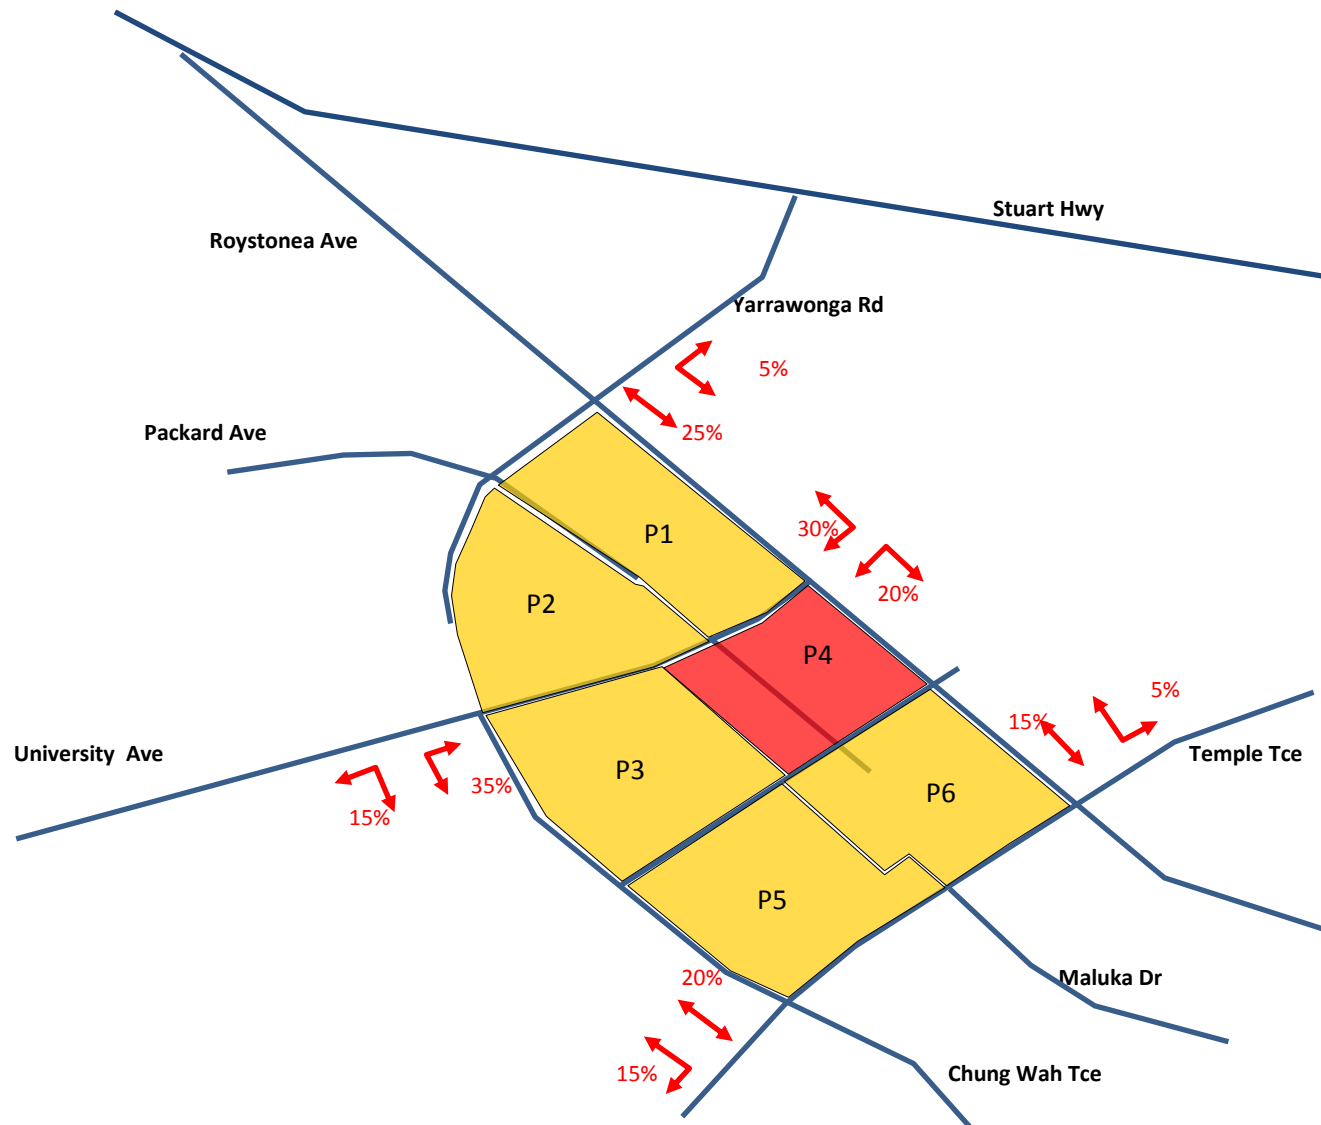 Stuart Hwy
Roystonea Ave
Yarrawonga Rd
5%
25%
Packard Ave
P1
30%
20%
P2
P4
5%
15%
University  Ave
Temple Tce
P3
35%
15%
P6
P5
20%
Maluka Dr
15%
Chung Wah Tce